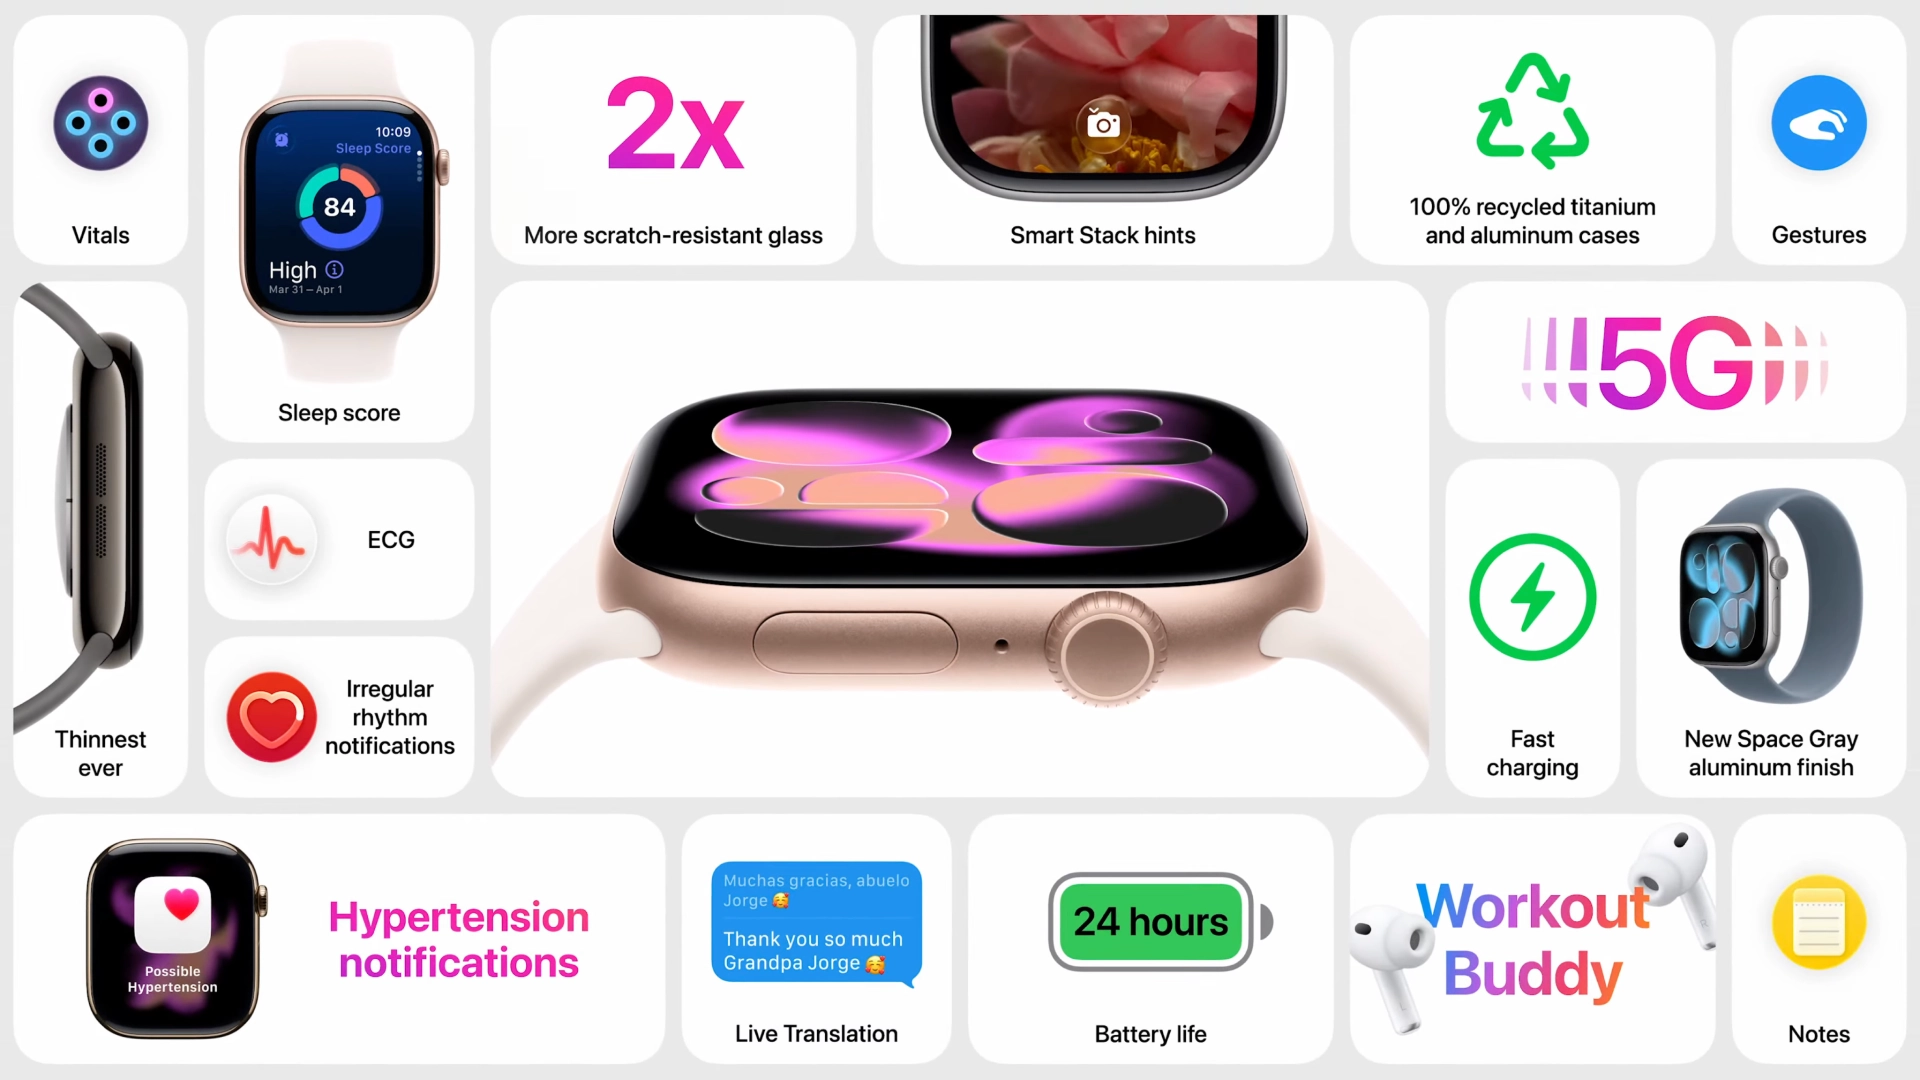 Vitals
10:09
Sleep Score
84
High
Mar 31 – Apr 1
Sleep score
2x
More scratch-resistant glass
Smart Stack hints
100% recycled titanium
and aluminum cases
Gestures
Thinnest
ever
ECG
Irregular
rhythm
notifications
5G
Fast
charging
New Space Gray
aluminum finish
Possible
Hypertension
Hypertension
notifications
Muchas gracias, abuelo
Jorge 🥰
Thank you so much
Grandpa Jorge 🥰
Live Translation
24 hours
Battery life
Workout
Buddy
Notes